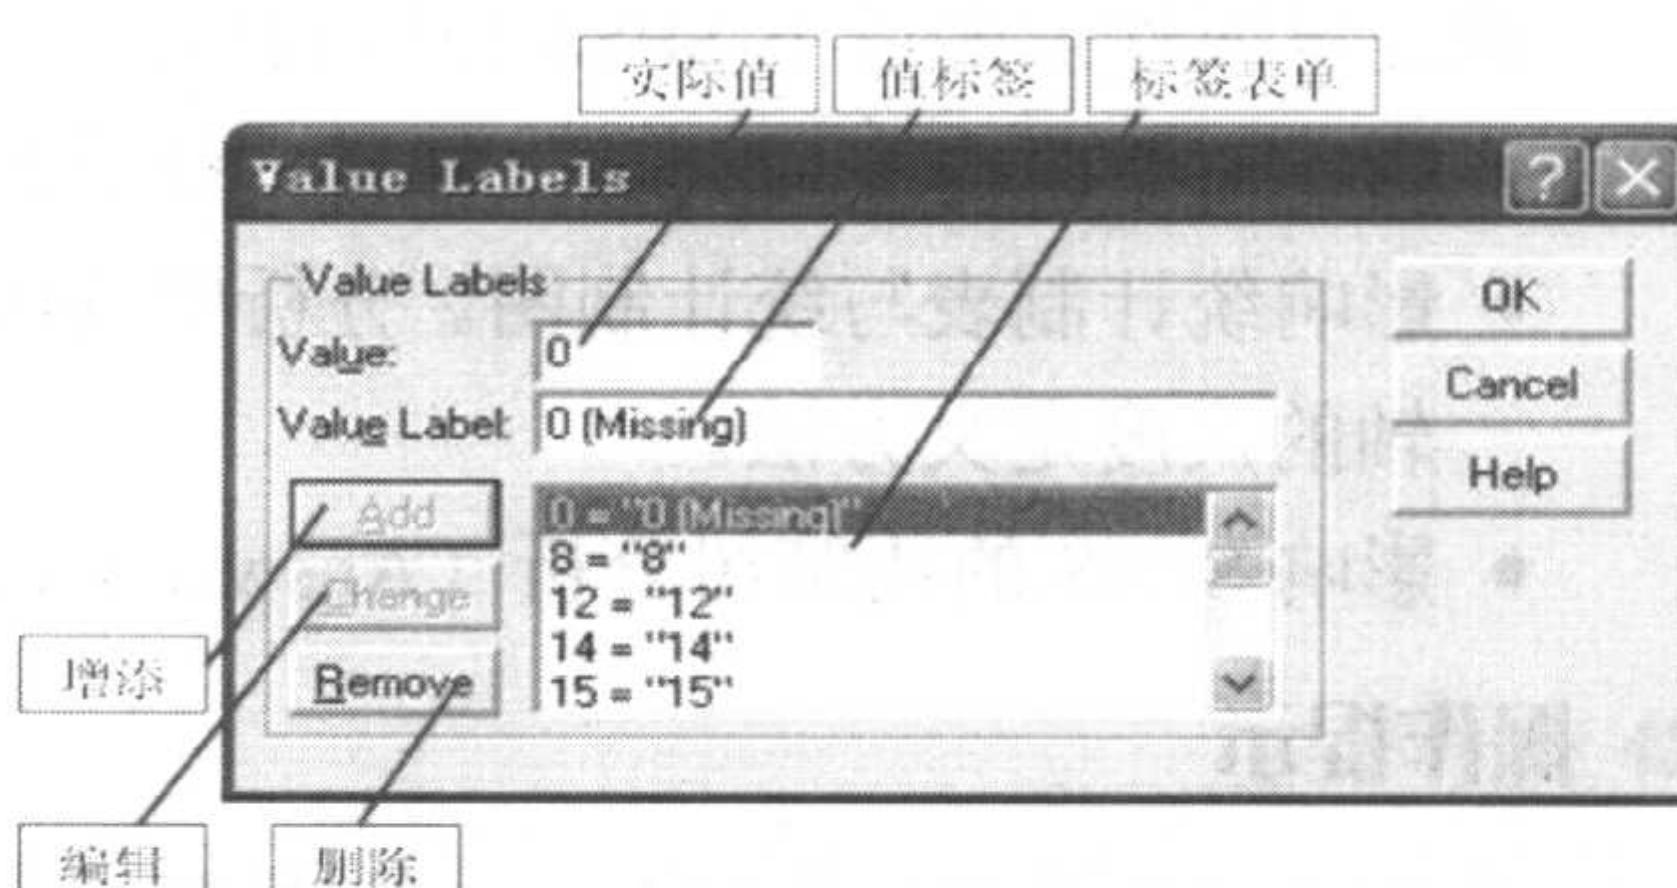 实际值 值标签 标签表单
Value Labels
Value Labels
OK
Value: 0
Cancel
Value Label: 0 (Missing)
Help
Add
0 = "0 (Missing)"
8 = "8"
Change
12 = "12"
14 = "14"
增添
Remove
15 = "15"
编辑 删除